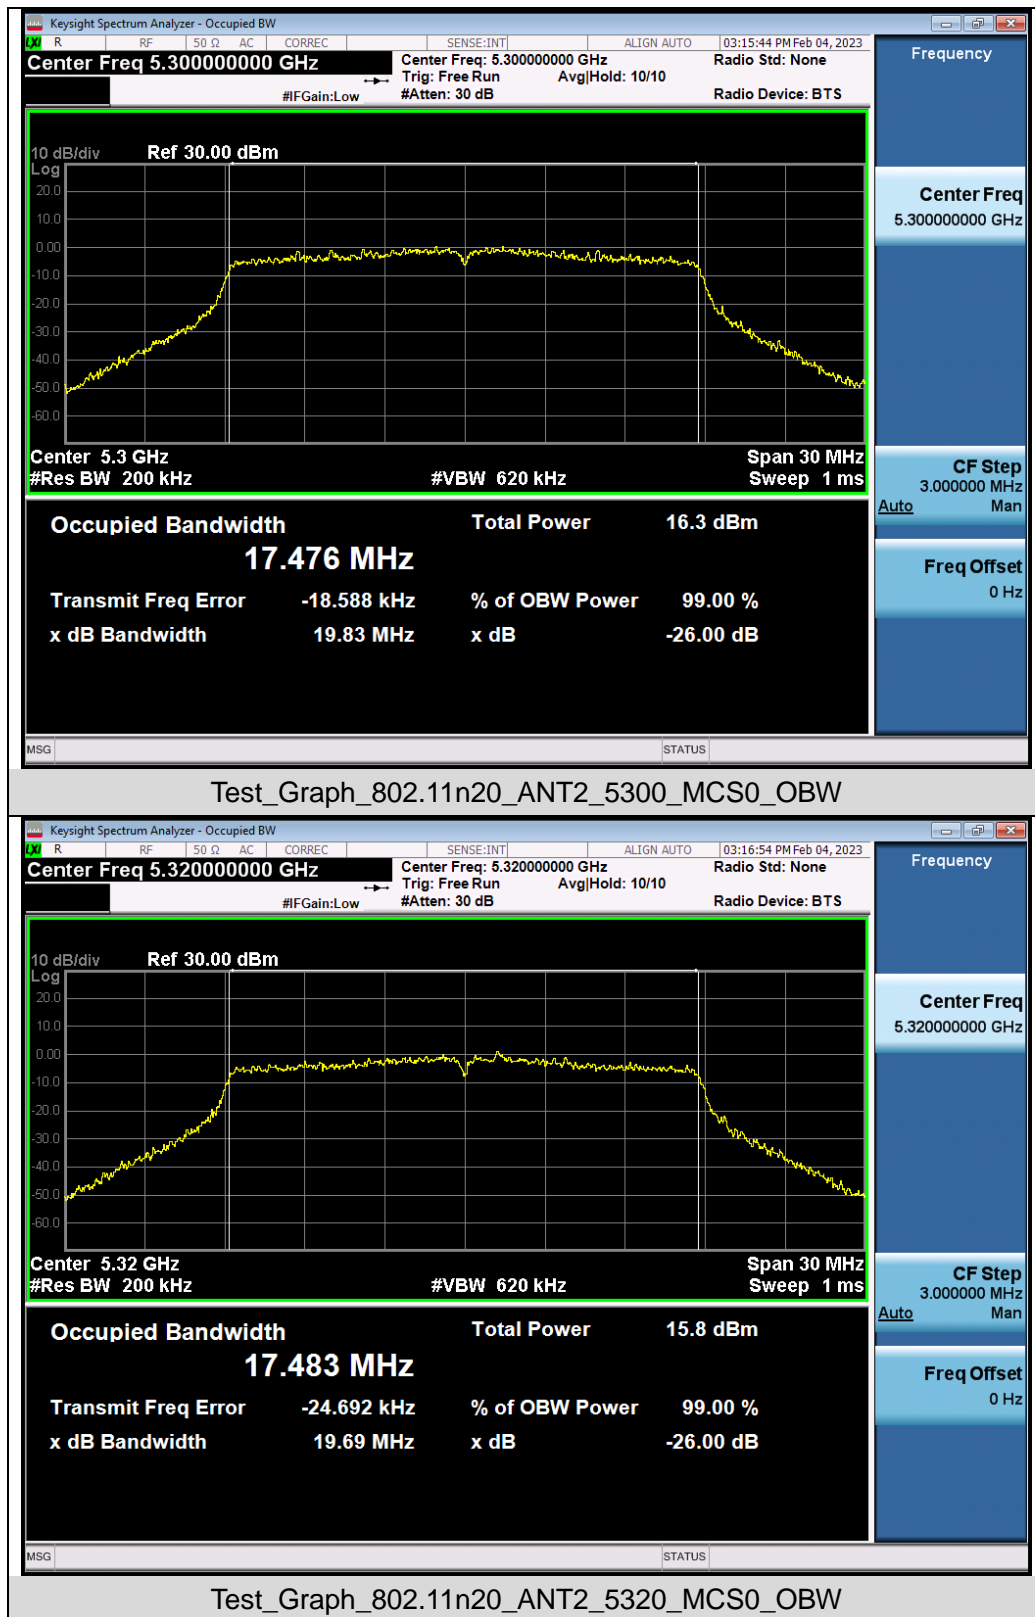 Keysight Spectrum Analyzer - Occupied BW
LXI R RF 50 Ω AC CORREC SENSE:INT ALIGN AUTO 03:15:44 PM Feb 04, 2023
Center Freq 5.300000000 GHz
Center Freq: 5.300000000 GHz
Radio Std: None
Trig: Free Run Avg|Hold: 10/10
#IFGain:Low
#Atten: 30 dB
Radio Device: BTS
10 dB/div Ref 30.00 dBm
Log
20.0
10.0
0.00
-10.0
-20.0
-30.0
-40.0
-50.0
-60.0
Center 5.3 GHz Span 30 MHz
#Res BW 200 kHz #VBW 620 kHz Sweep 1 ms
Occupied Bandwidth Total Power 16.3 dBm
17.476 MHz
Transmit Freq Error -18.588 kHz % of OBW Power 99.00 %
x dB Bandwidth 19.83 MHz x dB -26.00 dB
MSG STATUS
Frequency
Center Freq
5.300000000 GHz
CF Step
3.000000 MHz
Auto Man
Freq Offset
0 Hz
Test_Graph_802.11n20_ANT2_5300_MCS0_OBW
Keysight Spectrum Analyzer - Occupied BW
LXI R RF 50 Ω AC CORREC SENSE:INT ALIGN AUTO 03:16:54 PM Feb 04, 2023
Center Freq 5.320000000 GHz
Center Freq: 5.320000000 GHz
Radio Std: None
Trig: Free Run Avg|Hold: 10/10
#IFGain:Low
#Atten: 30 dB
Radio Device: BTS
10 dB/div Ref 30.00 dBm
Log
20.0
10.0
0.00
-10.0
-20.0
-30.0
-40.0
-50.0
-60.0
Center 5.32 GHz Span 30 MHz
#Res BW 200 kHz #VBW 620 kHz Sweep 1 ms
Occupied Bandwidth Total Power 15.8 dBm
17.483 MHz
Transmit Freq Error -24.692 kHz % of OBW Power 99.00 %
x dB Bandwidth 19.69 MHz x dB -26.00 dB
MSG STATUS
Frequency
Center Freq
5.320000000 GHz
CF Step
3.000000 MHz
Auto Man
Freq Offset
0 Hz
Test_Graph_802.11n20_ANT2_5320_MCS0_OBW